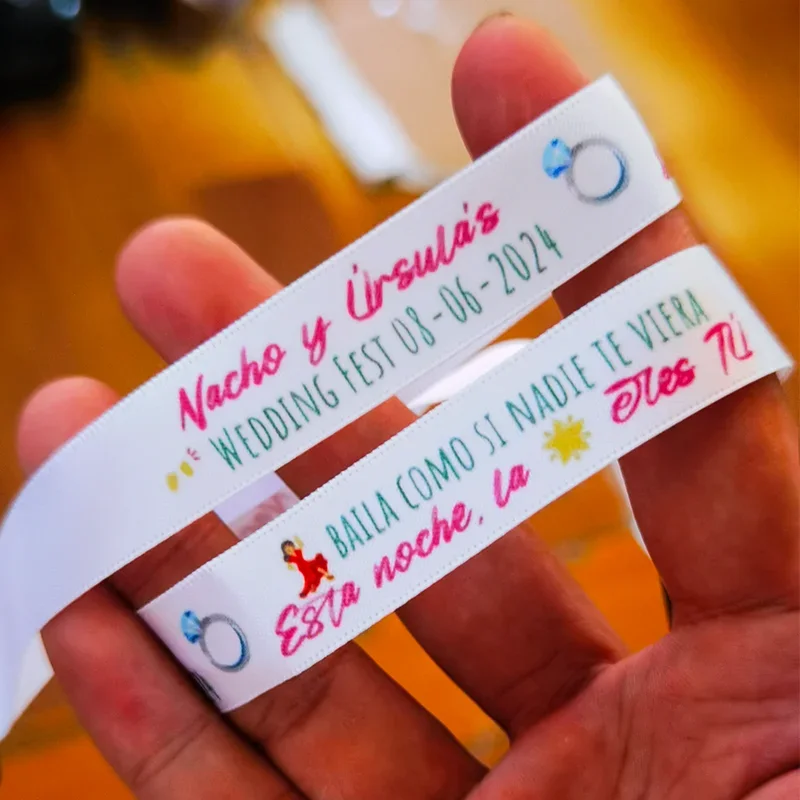 Nacho y Úrsula's
WEDDING FEST 08-06-2024
BAILA COMO SI NADIE TE VIERA
Esta noche, la eres TÚ